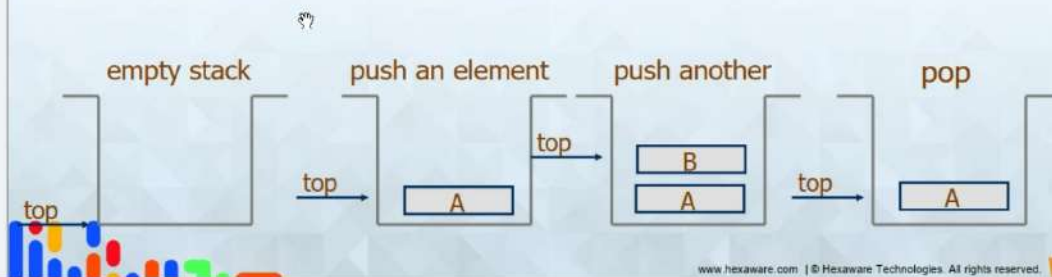 empty stack
push an element
push another
pop
top
B
top
A
A
top
A
top
www.hexaware.com | © Hexaware Technologies. All rights reserved.